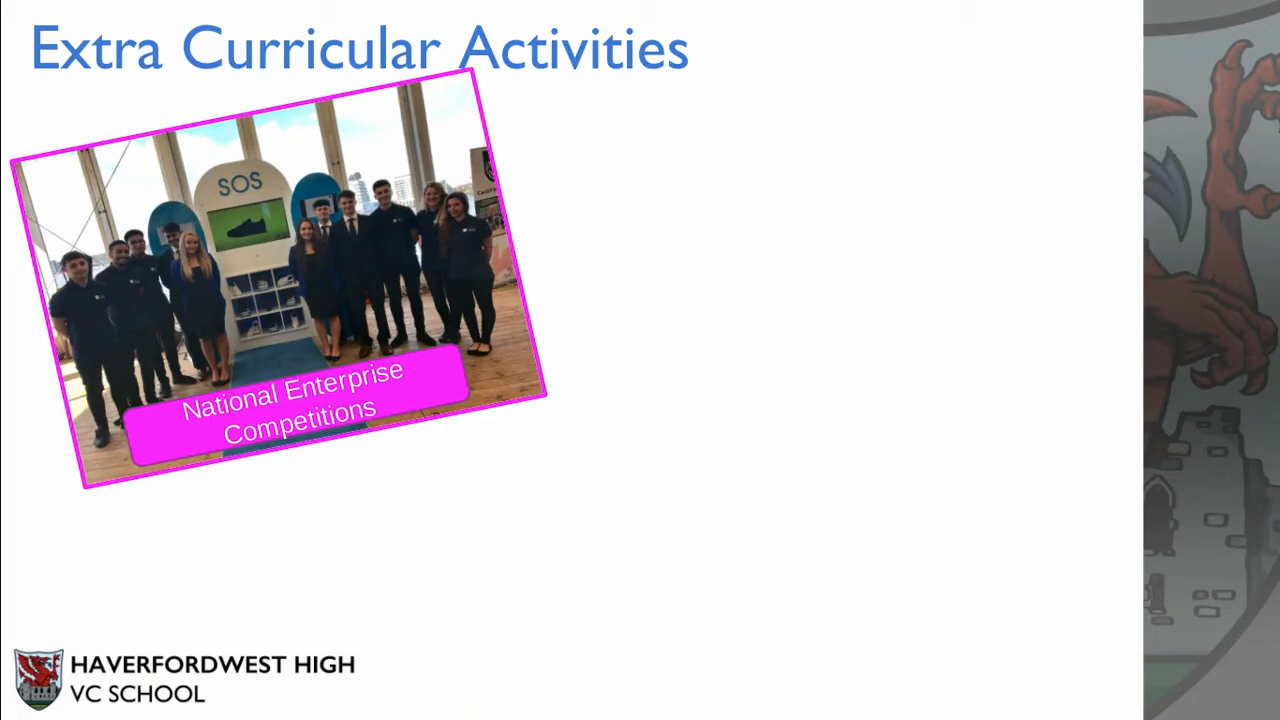 Extra Curricular Activities
SOS
National Enterprise
Competitions
HAVERFORDWEST HIGH
VC SCHOOL